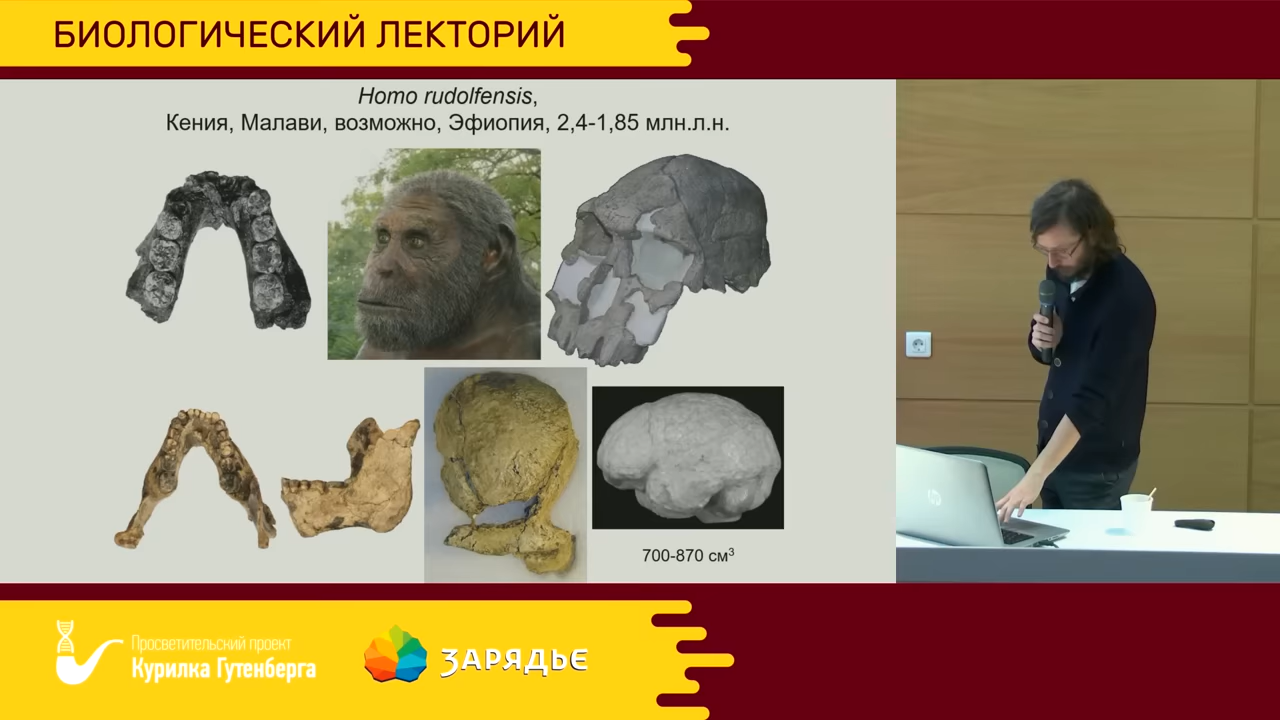 БИОЛОГИЧЕСКИЙ ЛЕКТОРИЙ
Homo rudolfensis,
Кения, Малави, возможно, Эфиопия, 2,4-1,85 млн.л.н.
700-870 см³
Просветительский проект
Курилка Гутенберга
ЗАРЯДЬЕ
hp